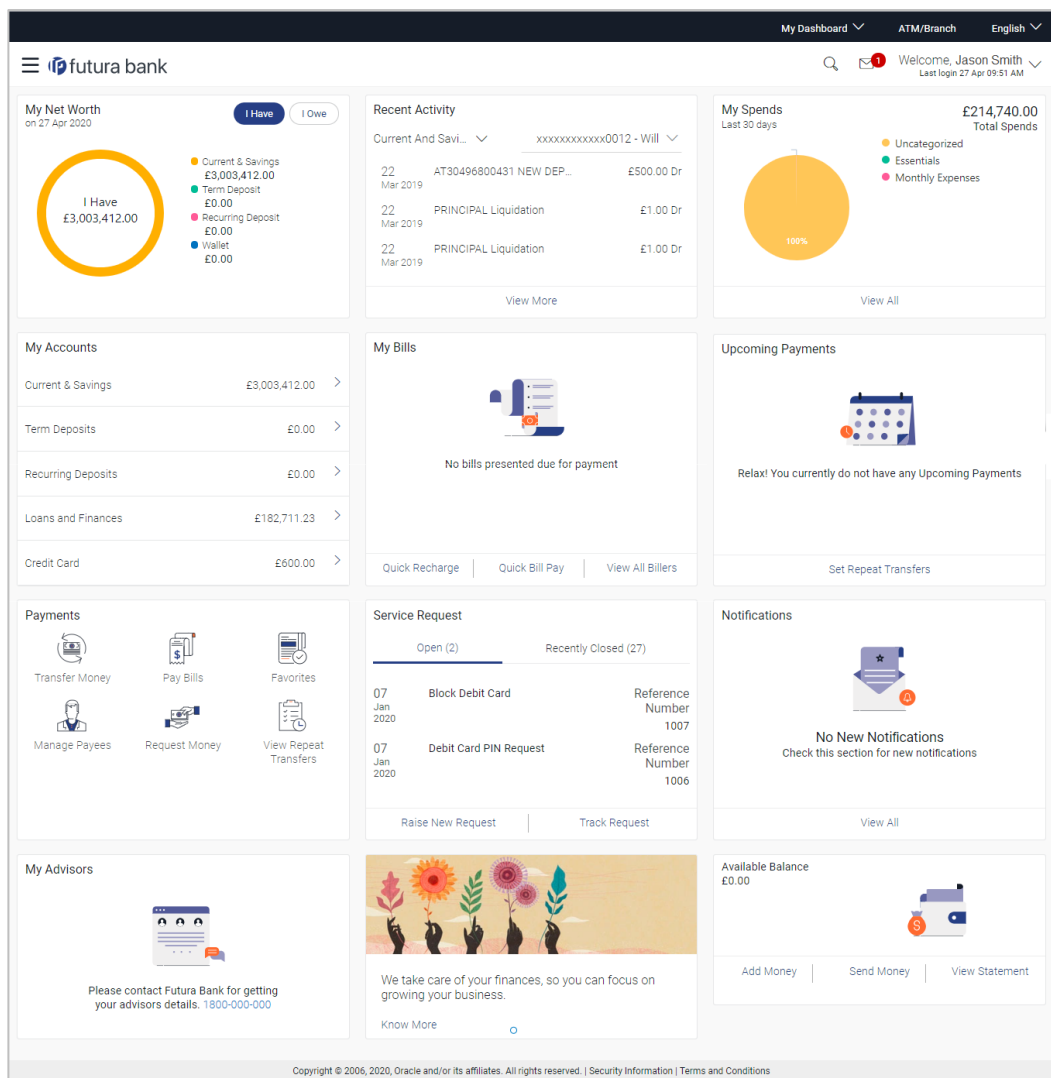 My Dashboard ATM/Branch English
futura bank
1
Welcome, Jason Smith
Last login 27 Apr 09:51 AM
My Net Worth
on 27 Apr 2020
I Have I Owe
I Have
£3,003,412.00
Current & Savings
£3,003,412.00
Term Deposit
£0.00
Recurring Deposit
£0.00
Wallet
£0.00
Recent Activity
Current And Savi... xxxxxxxxxxxx0012 - Will
22 AT30496800431 NEW DEP... £500.00 Dr
Mar 2019
22 PRINCIPAL Liquidation £1.00 Dr
Mar 2019
22 PRINCIPAL Liquidation £1.00 Dr
Mar 2019
View More
My Spends £214,740.00
Last 30 days Total Spends
Uncategorized
Essentials
Monthly Expenses
100%
View All
My Accounts
Current & Savings £3,003,412.00
Term Deposits £0.00
Recurring Deposits £0.00
Loans and Finances £182,711.23
Credit Card £600.00
My Bills
No bills presented due for payment
Quick Recharge Quick Bill Pay View All Billers
Upcoming Payments
Relax! You currently do not have any Upcoming Payments
Set Repeat Transfers
Payments
$
Transfer Money Pay Bills Favorites
Manage Payees Request Money View Repeat
Transfers
Service Request
Open (2) Recently Closed (27)
07 Block Debit Card Reference
Jan Number
2020 1007
07 Debit Card PIN Request Reference
Jan Number
2020 1006
Raise New Request Track Request
Notifications
No New Notifications
Check this section for new notifications
View All
My Advisors
Please contact Futura Bank for getting
your advisors details. 1800-000-000
We take care of your finances, so you can focus on
growing your business.
Know More
Available Balance
£0.00
S
Add Money Send Money View Statement
Copyright © 2006, 2020, Oracle and/or its affiliates. All rights reserved. | Security Information | Terms and Conditions